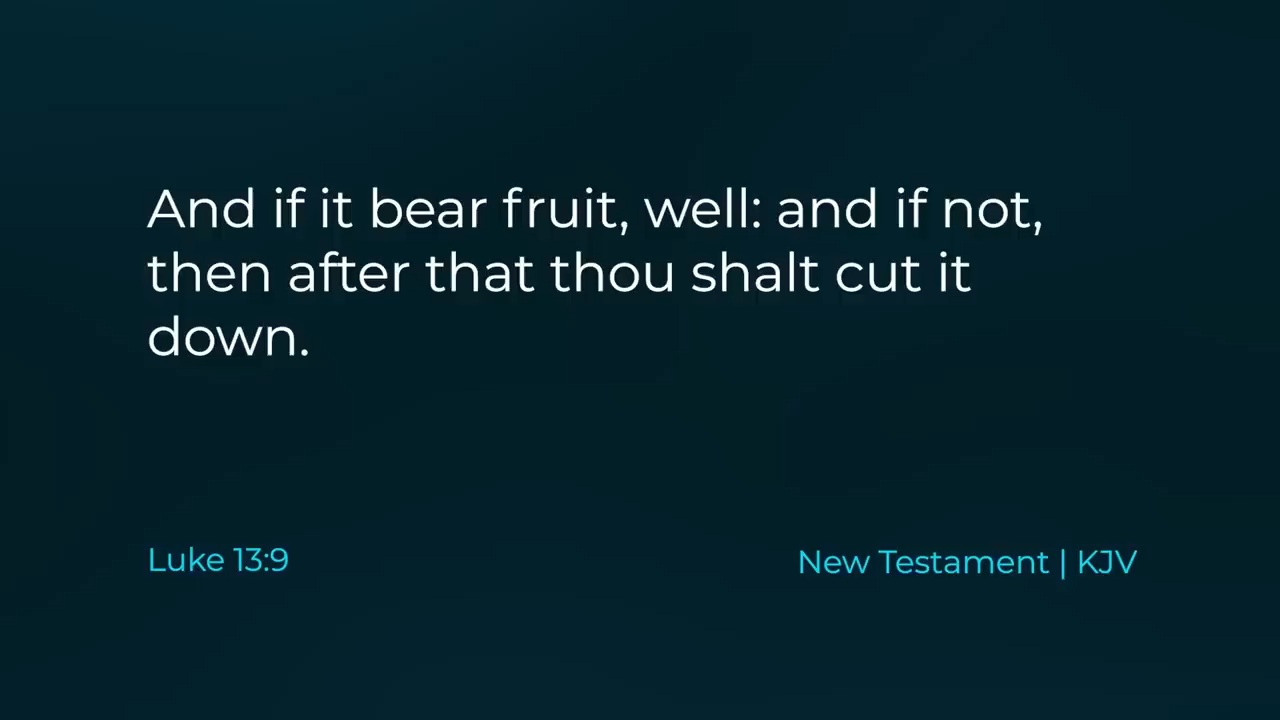 And if it bear fruit, well: and if not,
then after that thou shalt cut it
down.
Luke 13:9
New Testament | KJV